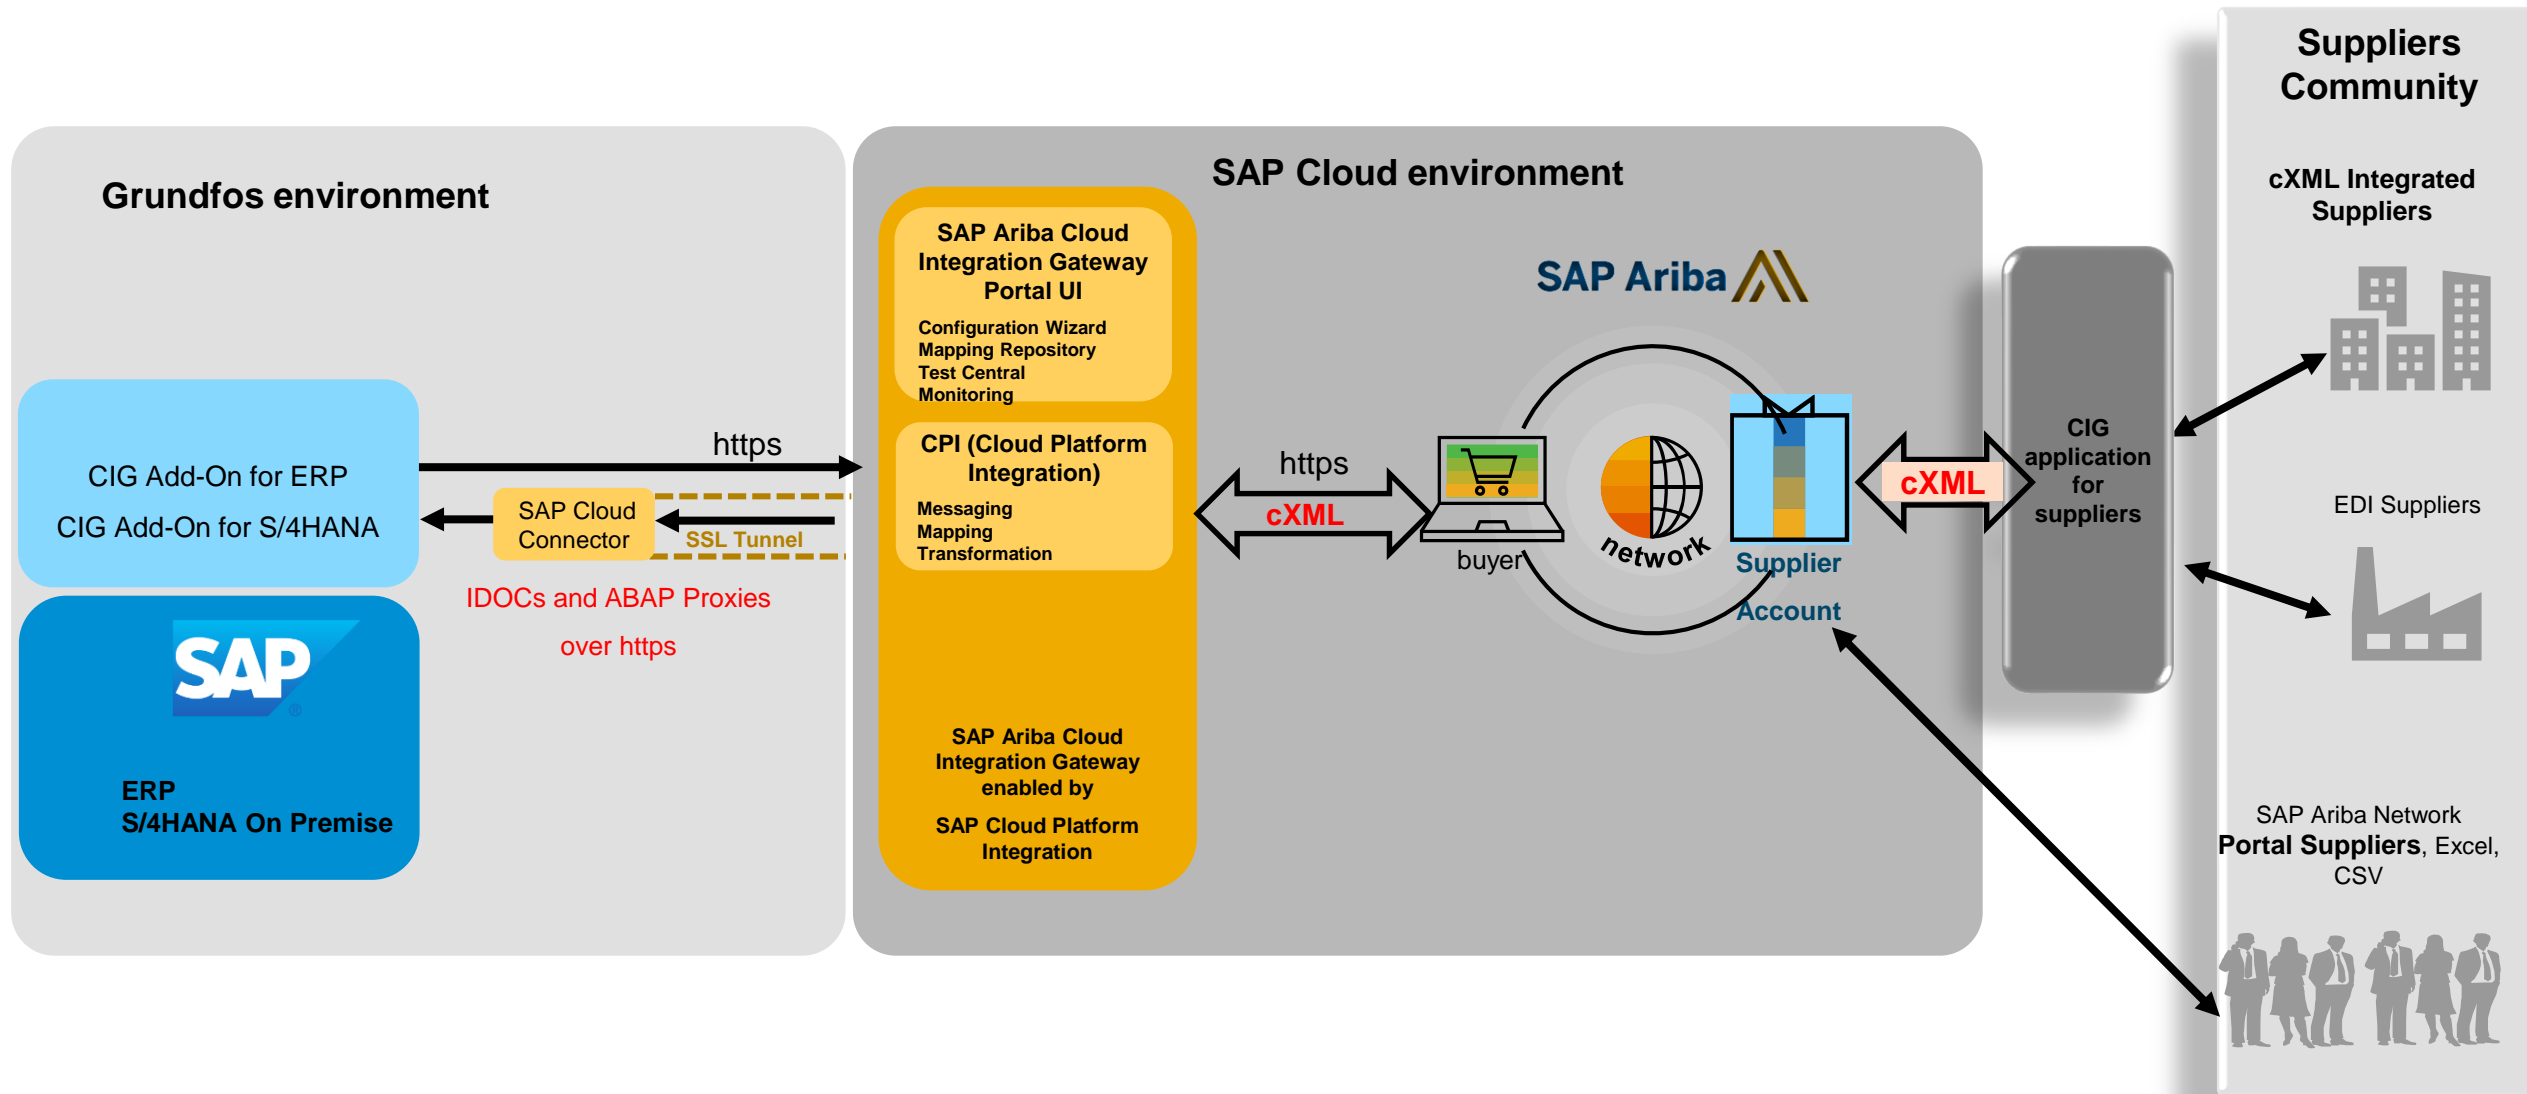 Grundfos environment
CIG Add-On for ERP
CIG Add-On for S/4HANA
SAP
®
ERP
S/4HANA On Premise
https
SAP Cloud
Connector
SSL Tunnel
IDOCs and ABAP Proxies
over https
SAP Cloud environment
SAP Ariba Cloud
Integration Gateway
Portal UI
Configuration Wizard
Mapping Repository
Test Central
Monitoring
CPI (Cloud Platform
Integration)
Messaging
Mapping
Transformation
SAP Ariba Cloud
Integration Gateway
enabled by
SAP Cloud Platform
Integration
https
cXML
SAP Ariba
buyer
network
Supplier
Account
cXML
CIG
application
for
suppliers
Suppliers
Community
cXML Integrated
Suppliers
EDI Suppliers
SAP Ariba Network
Portal Suppliers, Excel,
CSV